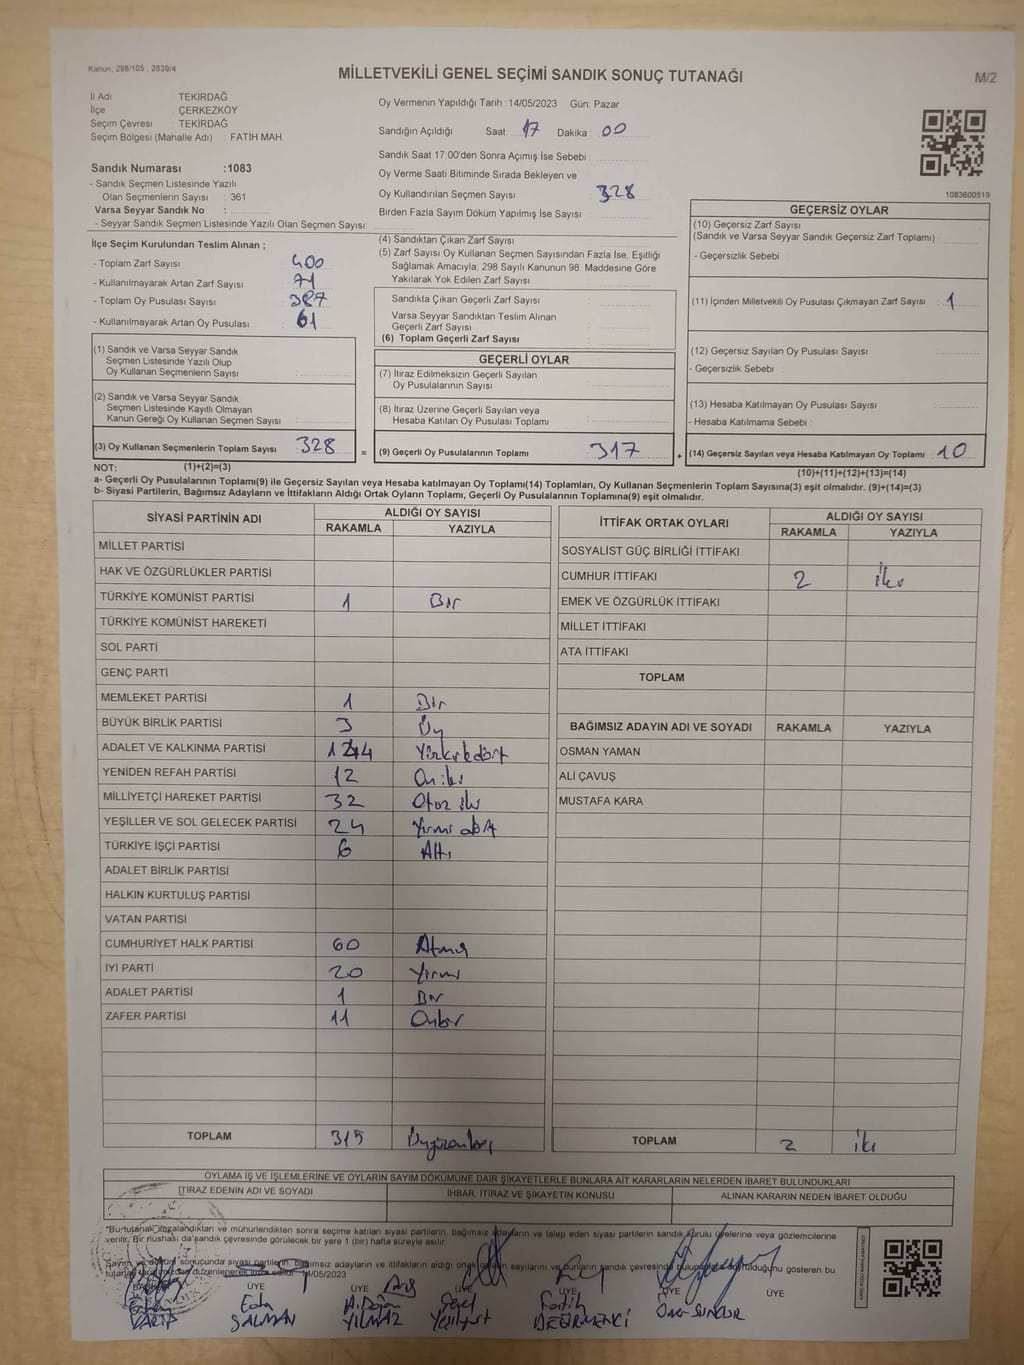 Kanun: 298/105 , 2839/4
MİLLETVEKİLİ GENEL SEÇİMİ SANDIK SONUÇ TUTANAĞI
M/2
İl Adı : TEKİRDAĞ
İlçe : ÇERKEZKÖY
Seçim Çevresi : TEKİRDAĞ
Seçim Bölgesi (Mahalle Adı) : FATİH MAH.
Oy Vermenin Yapıldığı Tarih : 14/05/2023 Gün: Pazar
Sandığın Açıldığı Saat: 17 Dakika : 00
Sandık Saat 17:00'den Sonra Açımış İse Sebebi :
Oy Verme Saati Bitiminde Sırada Bekleyen ve
Oy Kullandırılan Seçmen Sayısı : 328
Birden Fazla Sayım Döküm Yapılmış İse Sayısı :
1083600519
Sandık Numarası :1083
- Sandık Seçmen Listesinde Yazılı
Olan Seçmenlerin Sayısı : 361
Varsa Seyyar Sandık No :
- Seyyar Sandık Seçmen Listesinde Yazılı Olan Seçmen Sayısı:
İlçe Seçim Kurulundan Teslim Alınan ;
- Toplam Zarf Sayısı : 400
- Kullanılmayarak Artan Zarf Sayısı : 71
- Toplam Oy Pusulası Sayısı : 387
- Kullanılmayarak Artan Oy Pusulası : 61
(4) Sandıktan Çıkan Zarf Sayısı :
(5) Zarf Sayısı Oy Kullanan Seçmen Sayısından Fazla İse, Eşitliği
Sağlamak Amacıyla; 298 Sayılı Kanunun 98. Maddesine Göre
Yakılarak Yok Edilen Zarf Sayısı :
Sandıkta Çıkan Geçerli Zarf Sayısı :
Varsa Seyyar Sandıktan Teslim Alınan
Geçerli Zarf Sayısı :
(6) Toplam Geçerli Zarf Sayısı :
GEÇERSİZ OYLAR
(10) Geçersiz Zarf Sayısı
(Sandık ve Varsa Seyyar Sandık Geçersiz Zarf Toplamı) :
- Geçersizlik Sebebi :
(11) İçinden Milletvekili Oy Pusulası Çıkmayan Zarf Sayısı : 1
(12) Geçersiz Sayılan Oy Pusulası Sayısı :
- Geçersizlik Sebebi :
(13) Hesaba Katılmayan Oy Pusulası Sayısı :
- Hesaba Katılmama Sebebi :
(14) Geçersiz Sayılan veya Hesaba Katılmayan Oy Toplamı : 10
(10)+(11)+(12)+(13)=(14)
(1) Sandık ve Varsa Seyyar Sandık
Seçmen Listesinde Yazılı Olup
Oy Kullanan Seçmenlerin Sayısı :
(2) Sandık ve Varsa Seyyar Sandık
Seçmen Listesinde Kayıtlı Olmayan
Kanun Gereği Oy Kullanan Seçmen Sayısı :
(3) Oy Kullanan Seçmenlerin Toplam Sayısı : 328 =
GEÇERLİ OYLAR
(7) İtiraz Edilmeksizin Geçerli Sayılan
Oy Pusulalarının Sayısı :
(8) İtiraz Üzerine Geçerli Sayılan veya
Hesaba Katılan Oy Pusulası Toplamı :
(9) Geçerli Oy Pusulalarının Toplamı : 317 +
NOT: (1)+(2)=(3)
a- Geçerli Oy Pusulalarının Toplamı(9) ile Geçersiz Sayılan veya Hesaba katılmayan Oy Toplamı(14) Toplamları, Oy Kullanan Seçmenlerin Toplam Sayısına(3) eşit olmalıdır. (9)+(14)=(3)
b- Siyasi Partilerin, Bağımsız Adayların ve İttifakların Aldığı Ortak Oyların Toplamı, Geçerli Oy Pusulalarının Toplamına(9) eşit olmalıdır.
SİYASİ PARTİNİN ADI ALDIĞI OY SAYISI
RAKAMLA YAZIYLA
MİLLET PARTİSİ
HAK VE ÖZGÜRLÜKLER PARTİSİ
TÜRKİYE KOMÜNİST PARTİSİ 1 Bir
TÜRKİYE KOMÜNİST HAREKETİ
SOL PARTİ
GENÇ PARTİ
MEMLEKET PARTİSİ 1 Bir
BÜYÜK BİRLİK PARTİSİ 3 Üç
ADALET VE KALKINMA PARTİSİ 144 Yüzkırkdört
YENİDEN REFAH PARTİSİ 12 Oniki
MİLLİYETÇİ HAREKET PARTİSİ 32 Otuz iki
YEŞİLLER VE SOL GELECEK PARTİSİ 24 Yirmi dört
TÜRKİYE İŞÇİ PARTİSİ 6 Altı
ADALET BİRLİK PARTİSİ
HALKIN KURTULUŞ PARTİSİ
VATAN PARTİSİ
CUMHURİYET HALK PARTİSİ 60 Atmış
İYİ PARTİ 20 Yirmi
ADALET PARTİSİ 1 Bir
ZAFER PARTİSİ 11 Onbir
TOPLAM 315 Üçyüzonbeş
İTTİFAK ORTAK OYLARI ALDIĞI OY SAYISI
RAKAMLA YAZIYLA
SOSYALİST GÜÇ BİRLİĞİ İTTİFAKI
CUMHUR İTTİFAKI 2 İki
EMEK VE ÖZGÜRLÜK İTTİFAKI
MİLLET İTTİFAKI
ATA İTTİFAKI
TOPLAM
BAĞIMSIZ ADAYIN ADI VE SOYADI RAKAMLA YAZIYLA
OSMAN YAMAN
ALİ ÇAVUŞ
MUSTAFA KARA
TOPLAM 2 iki
OYLAMA İŞ VE İŞLEMLERİNE VE OYLARIN SAYIM DÖKÜMÜNE DAİR ŞİKAYETLERLE BUNLARA AİT KARARLARIN NELERDEN İBARET BULUNDUKLARI
İTİRAZ EDENİN ADI VE SOYADI İHBAR, İTİRAZ VE ŞİKAYETİN KONUSU ALINAN KARARIN NEDEN İBARET OLDUĞU
*Bu tutanak imzalandıktan ve mühürlendikten sonra seçime katılan siyasi partilerin, bağımsız adayların ve talep eden siyasi partilerin sandık kurulu üyelerine veya gözlemcilerine
verilir. Bir nüshası da sandık çevresinde görülecek bir yere 1 (bir) hafta süreyle asılır.
Sayım ve döküm sonucunda siyasi partilerin, bağımsız adayların ve ittifakların aldığı ortak oyların sayılarını ve bunların sandık çevresinde bulunduğunu gösteren bu
14/05/2023
ÜYE ÜYE ÜYE ÜYE ÜYE ÜYE
Eda SALMAN
YILMAZ
Yeşilyurt
Fatih DEĞİRMENCİ
Ömer SUNGUR